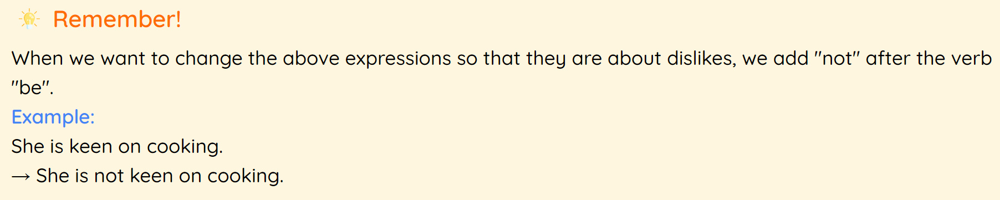 Remember!
When we want to change the above expressions so that they are about dislikes, we add "not" after the verb
"be".
Example:
She is keen on cooking.
→ She is not keen on cooking.